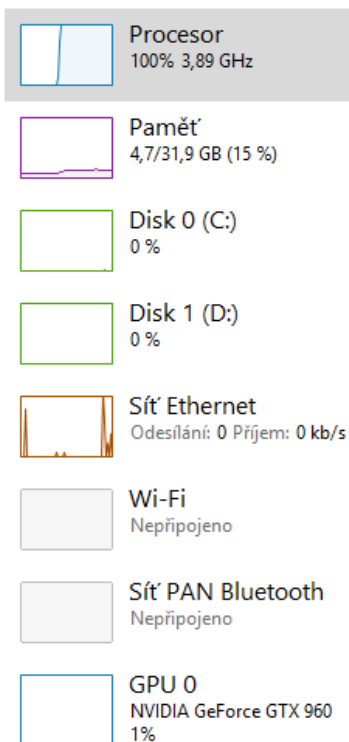 Procesor
100% 3,89 GHz
Paměť
4,7/31,9 GB (15 %)
Disk 0 (C:)
0 %
Disk 1 (D:)
0 %
Síť Ethernet
Odesílání: 0 Příjem: 0 kb/s
Wi-Fi
Nepřipojeno
Síť PAN Bluetooth
Nepřipojeno
GPU 0
NVIDIA GeForce GTX 960
1%